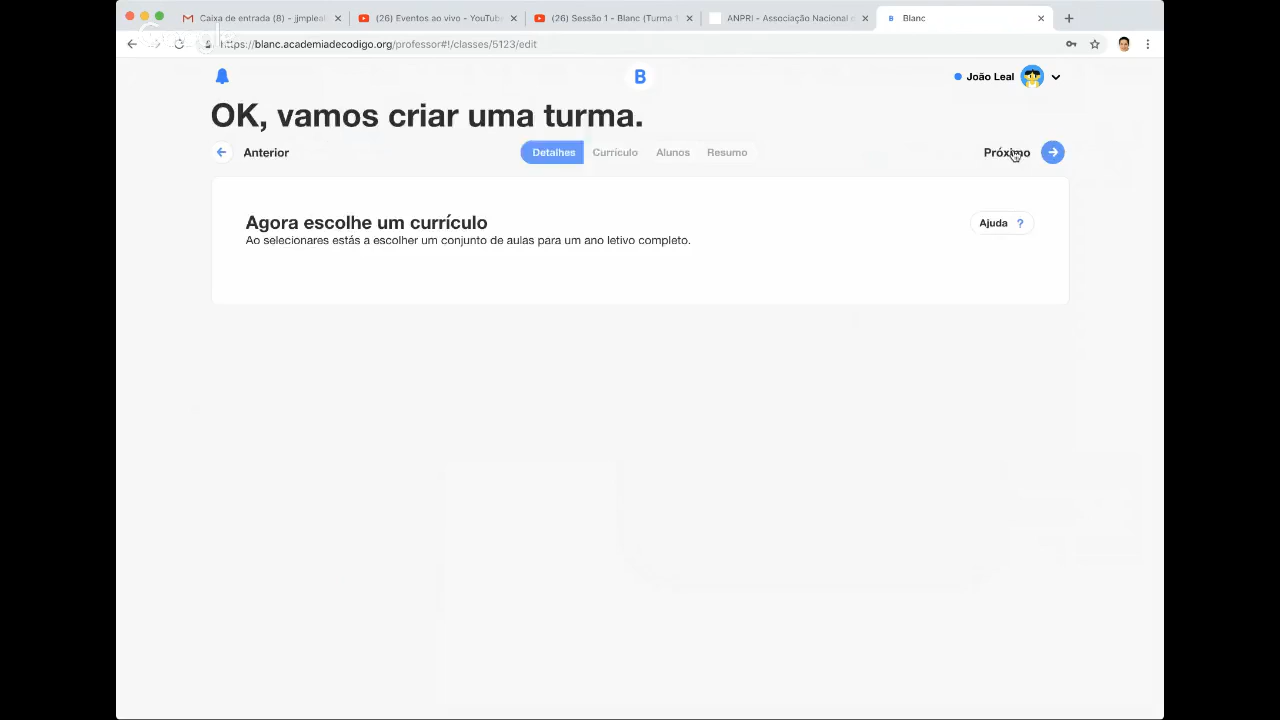 Caixa de entrada (8) - jjmpleal
(26) Eventos ao vivo - YouTube
(26) Sessão 1 - Blanc (Turma 1
ANPRI - Associação Nacional d
Blanc
https://blanc.academiadecodigo.org/professor#!/classes/5123/edit
B
João Leal
OK, vamos criar uma turma.
Anterior
Detalhes
Currículo
Alunos
Resumo
Próximo
Agora escolhe um currículo
Ajuda ?
Ao selecionares estás a escolher um conjunto de aulas para um ano letivo completo.